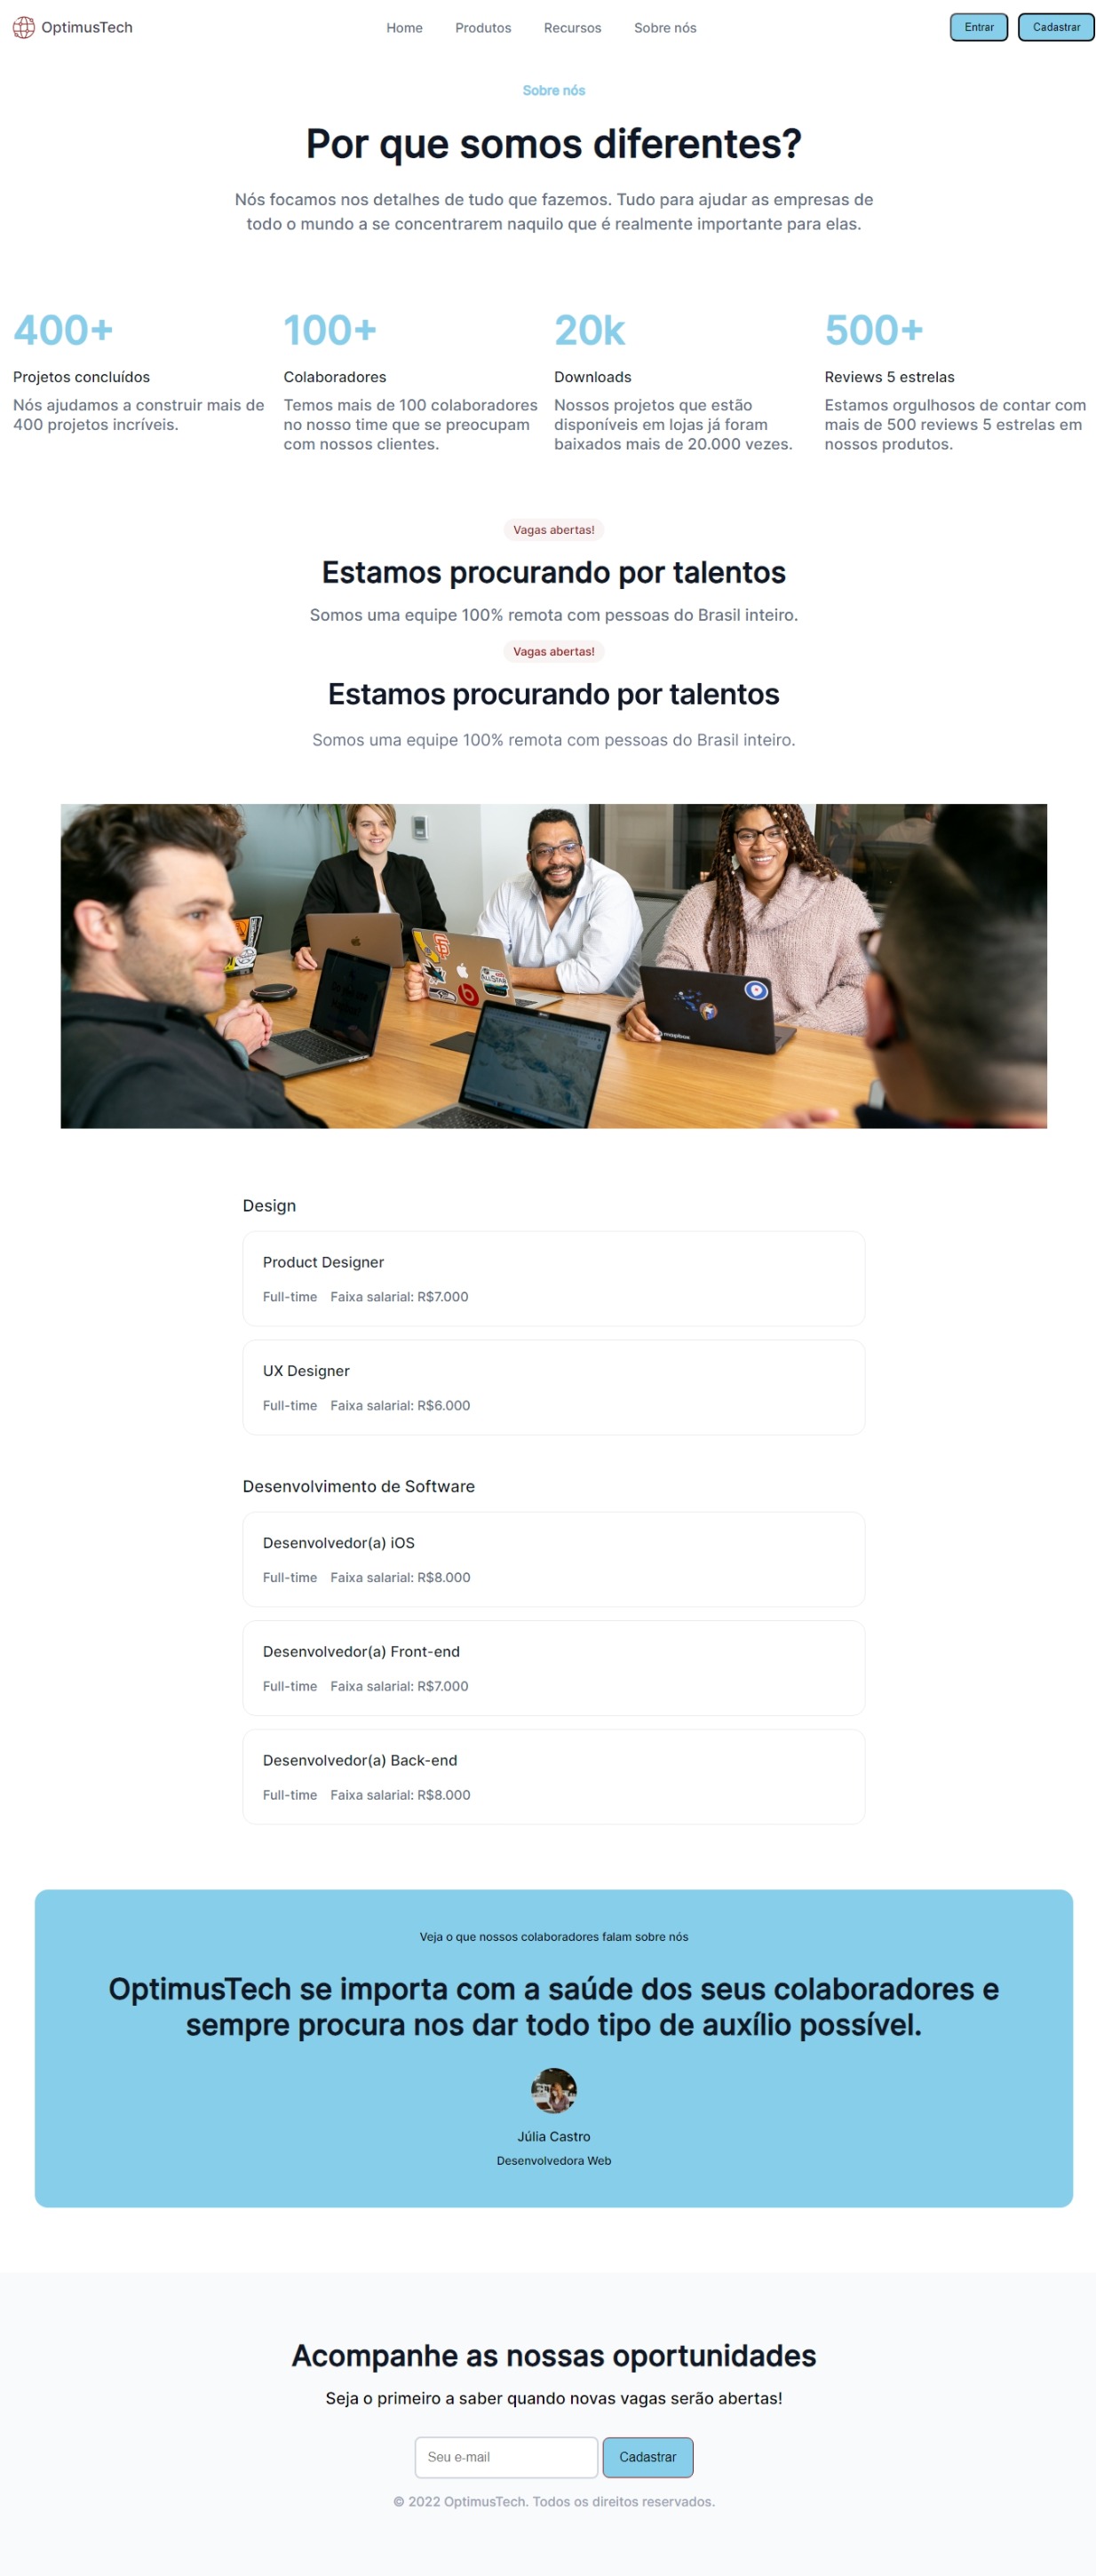 OptimusTech
Home Produtos Recursos Sobre nós
Entrar Cadastrar
Sobre nós
Por que somos diferentes?
Nós focamos nos detalhes de tudo que fazemos. Tudo para ajudar as empresas de
todo o mundo a se concentrarem naquilo que é realmente importante para elas.
400+
Projetos concluídos
Nós ajudamos a construir mais de
400 projetos incríveis.
100+
Colaboradores
Temos mais de 100 colaboradores
no nosso time que se preocupam
com nossos clientes.
20k
Downloads
Nossos projetos que estão
disponíveis em lojas já foram
baixados mais de 20.000 vezes.
500+
Reviews 5 estrelas
Estamos orgulhosos de contar com
mais de 500 reviews 5 estrelas em
nossos produtos.
Vagas abertas!
Estamos procurando por talentos
Somos uma equipe 100% remota com pessoas do Brasil inteiro.
Vagas abertas!
Estamos procurando por talentos
Somos uma equipe 100% remota com pessoas do Brasil inteiro.
mapbox
Design
Product Designer
Full-time Faixa salarial: R$7.000
UX Designer
Full-time Faixa salarial: R$6.000
Desenvolvimento de Software
Desenvolvedor(a) iOS
Full-time Faixa salarial: R$8.000
Desenvolvedor(a) Front-end
Full-time Faixa salarial: R$7.000
Desenvolvedor(a) Back-end
Full-time Faixa salarial: R$8.000
Veja o que nossos colaboradores falam sobre nós
OptimusTech se importa com a saúde dos seus colaboradores e
sempre procura nos dar todo tipo de auxílio possível.
Júlia Castro
Desenvolvedora Web
Acompanhe as nossas oportunidades
Seja o primeiro a saber quando novas vagas serão abertas!
Seu e-mail Cadastrar
© 2022 OptimusTech. Todos os direitos reservados.